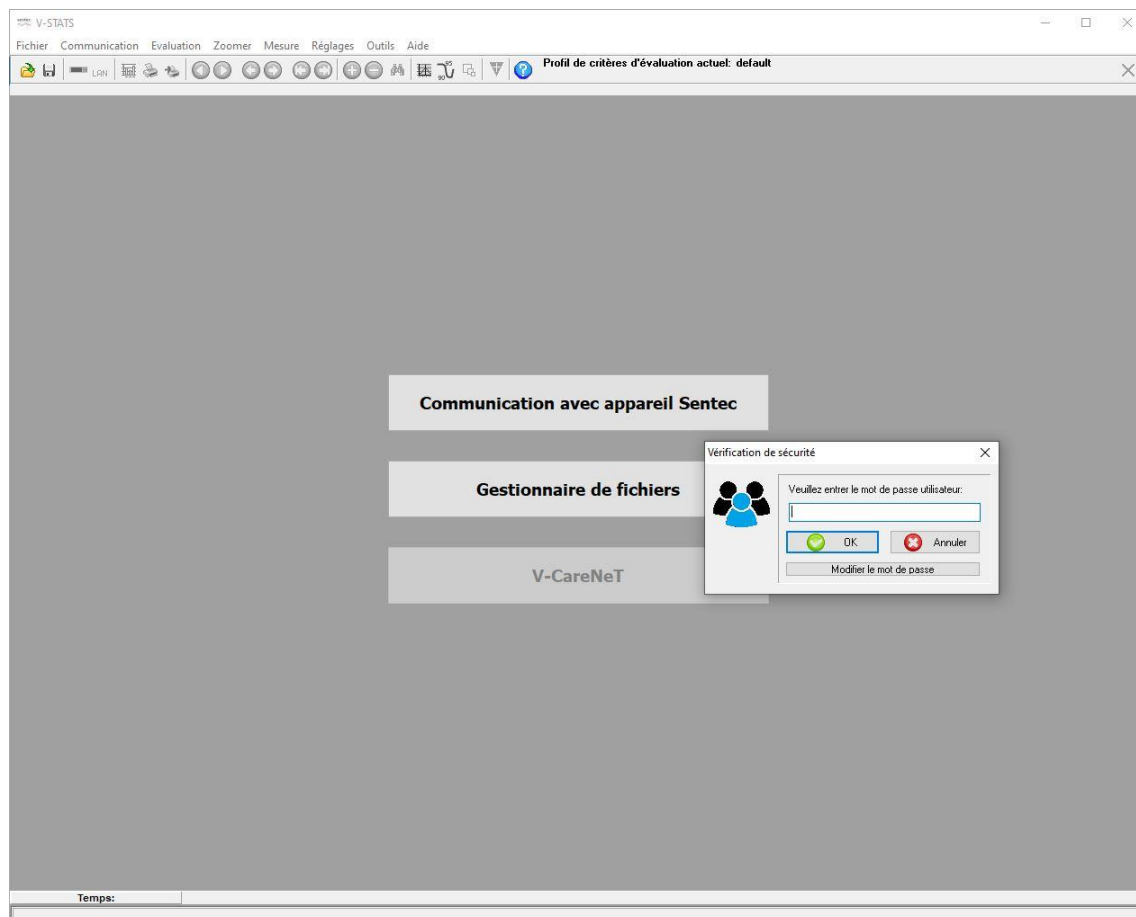 V-STATS
Fichier Communication Evaluation Zoomer Mesure Réglages Outils Aide
LAN
Profil de critères d'évaluation actuel: default
Communication avec appareil Sentec
Vérification de sécurité
Gestionnaire de fichiers
Veuillez entrer le mot de passe utilisateur:
OK Annuler
V-CareNeT
Modifier le mot de passe
Temps: